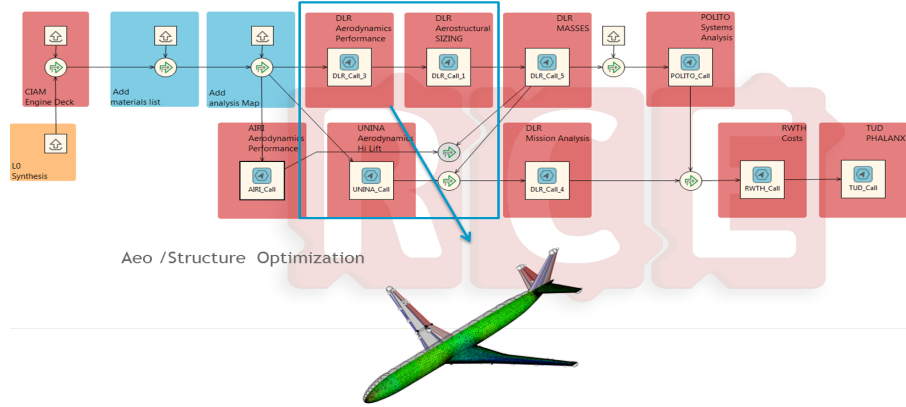 DLR
Aerodynamics
Performance
DLR
Aerostructural
SIZING
DLR
MASSES
POLITO
Systems
Analysis
DLR_Call_3
DLR_Call_1
DLR_Call_5
POLITO_Call
CIAM
Engine Deck
Add
materials list
Add
analysis Map
L0
Synthesis
AIRI
Aerodynamics
Performance
UNINA
Aerodynamics
Hi Lift
DLR
Mission Analysis
RWTH
Costs
TUD
PHALANX
AIRI_Call
UNINA_Call
DLR_Call_4
RWTH_Call
TUD_Call
RCE
Aeo /Structure Optimization